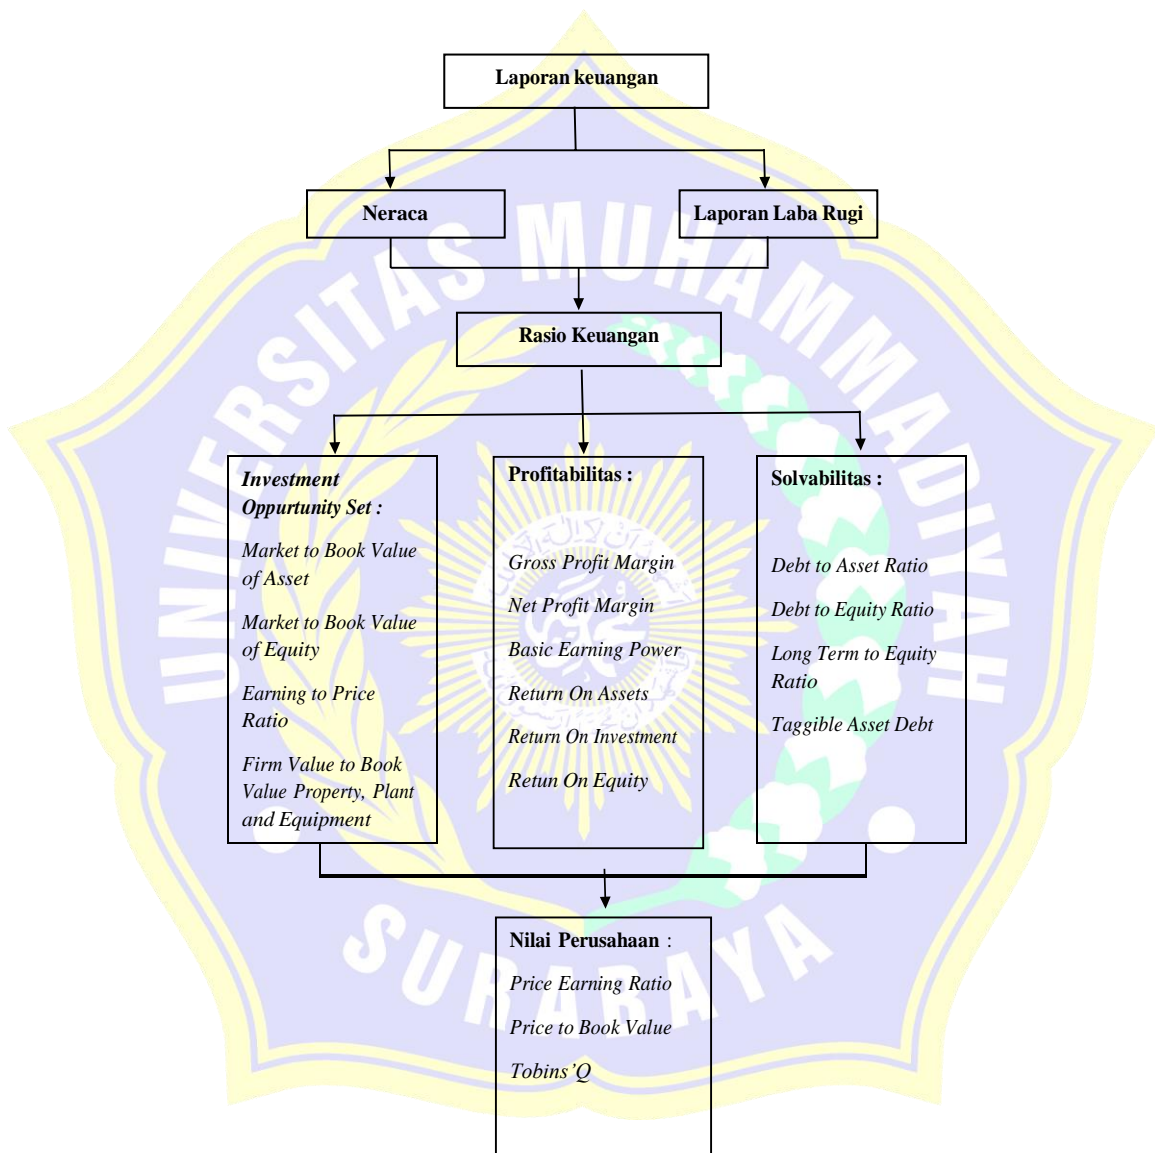 Laporan keuangan
Neraca
Laporan Laba Rugi
Rasio Keuangan
Investment
Oppurtunity Set :
Market to Book Value
of Asset
Market to Book Value
of Equity
Earning to Price
Ratio
Firm Value to Book
Value Property, Plant
and Equipment
Profitabilitas :
Gross Profit Margin
Net Profit Margin
Basic Earning Power
Return On Assets
Return On Investment
Retun On Equity
Solvabilitas :
Debt to Asset Ratio
Debt to Equity Ratio
Long Term to Equity
Ratio
Taggible Asset Debt
Nilai Perusahaan :
Price Earning Ratio
Price to Book Value
Tobins’Q
UNIVERSITAS MUHAMMADIYAH
SURABAYA